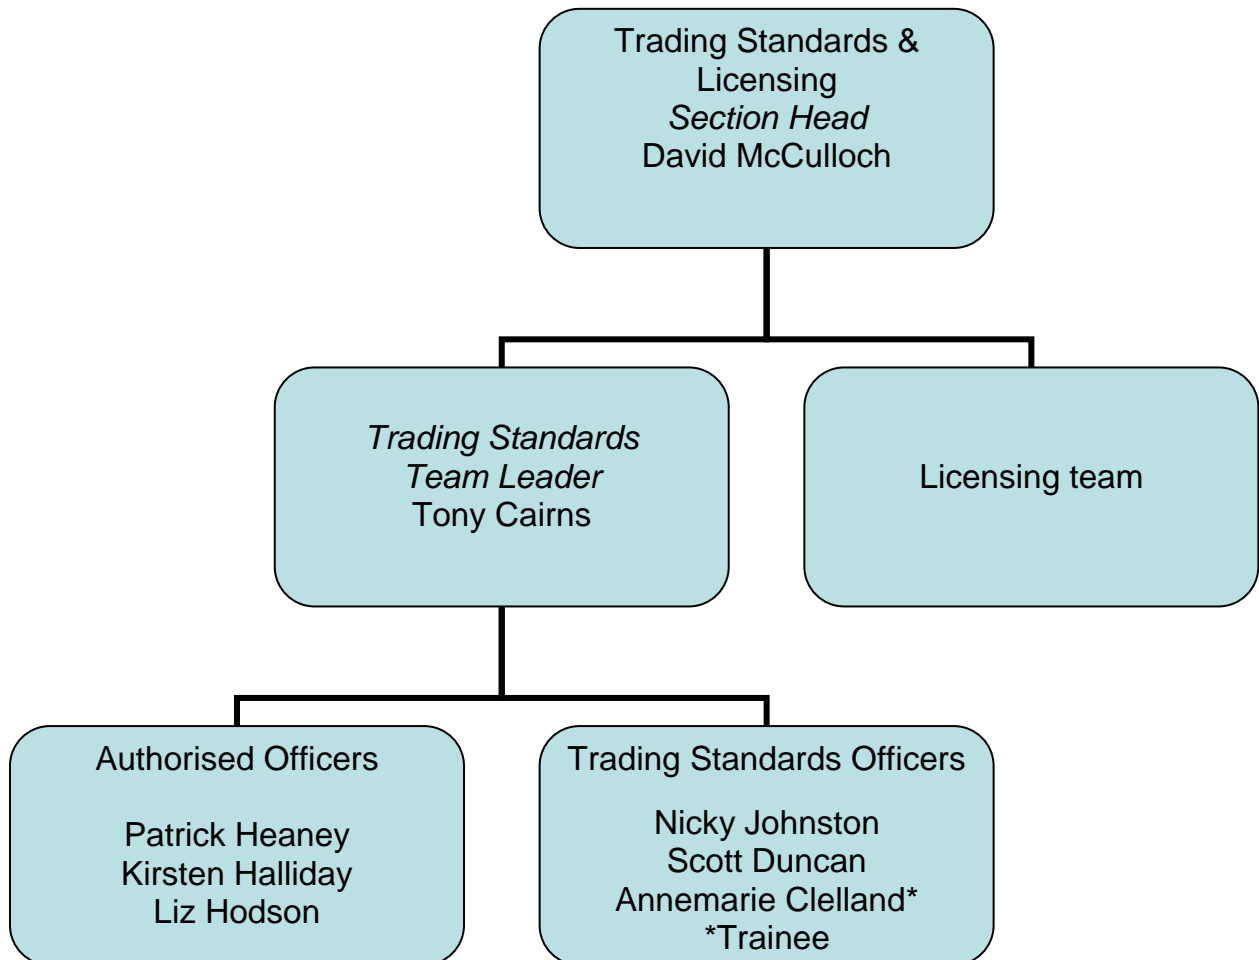 Trading Standards &
Licensing
Section Head
David McCulloch
Trading Standards
Team Leader
Tony Cairns
Licensing team
Authorised Officers
Patrick Heaney
Kirsten Halliday
Liz Hodson
Trading Standards Officers
Nicky Johnston
Scott Duncan
Annemarie Clelland*
*Trainee